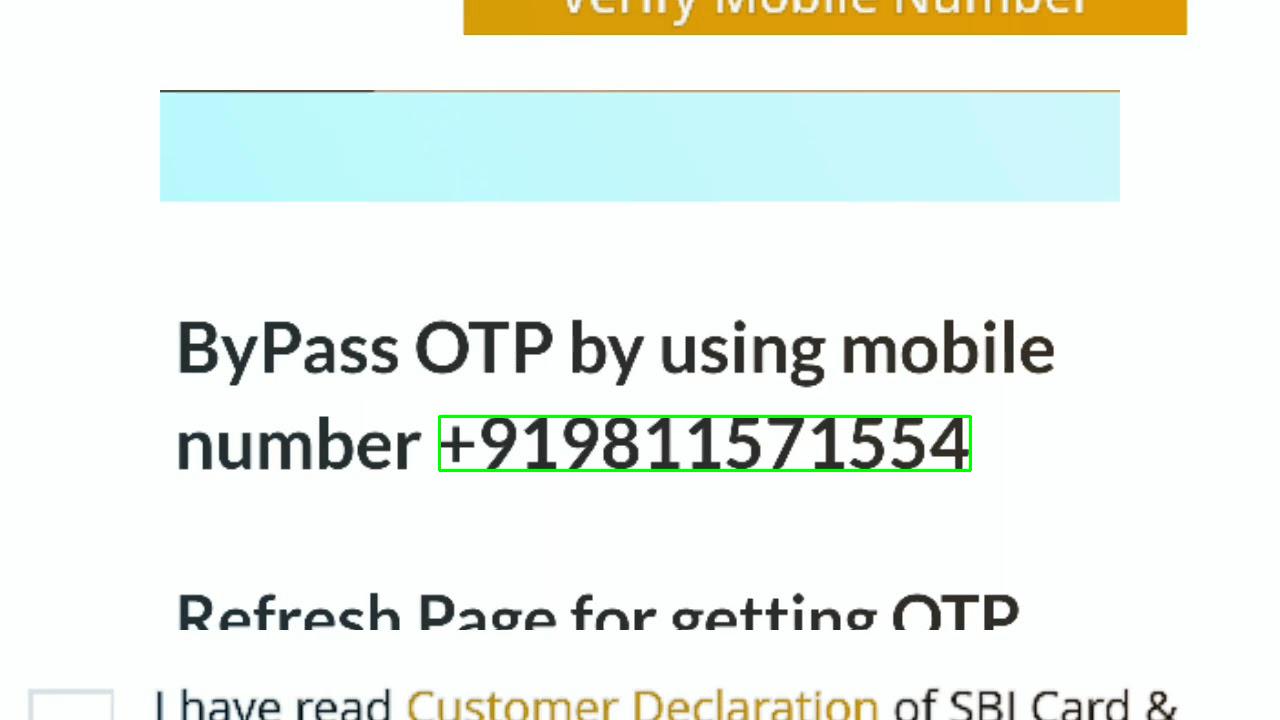 Verify Mobile Number
ByPass OTP by using mobile
number +919811571554
Refresh Page for getting OTP
I have read Customer Declaration of SBI Card &